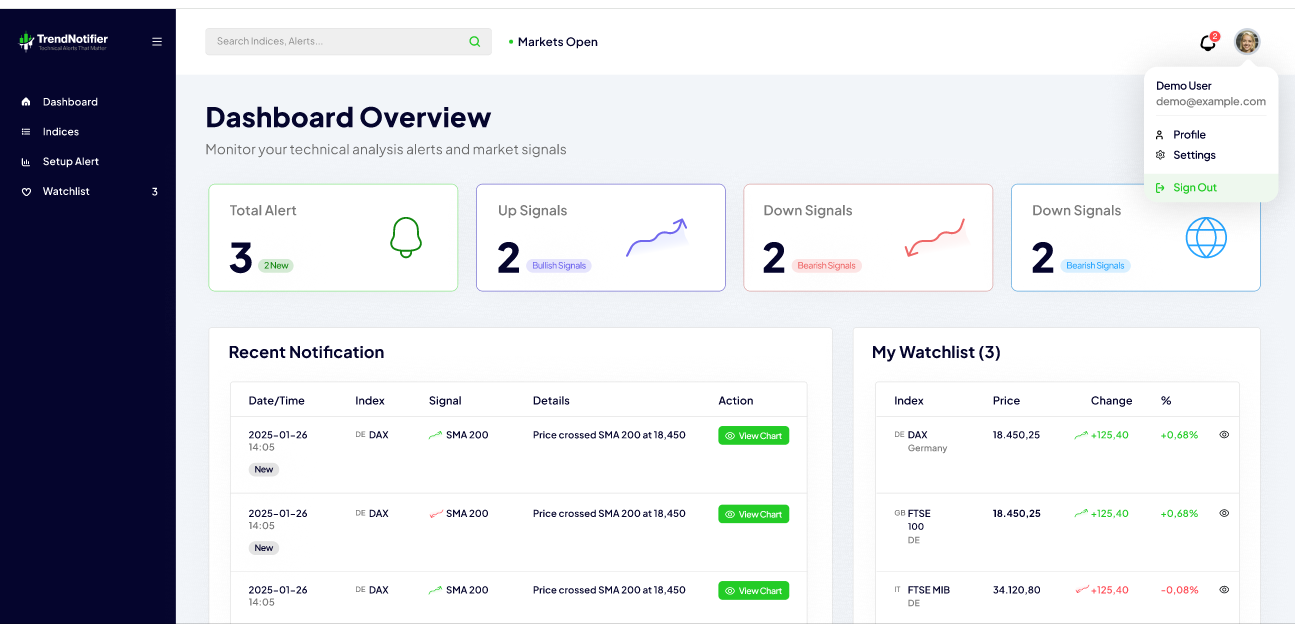 TrendNotifier
Technical Alerts That Matter
Search Indices, Alerts...
Markets Open
2
Demo User
demo@example.com
Profile
Settings
Sign Out
Dashboard
Indices
Setup Alert
Watchlist 3
Dashboard Overview
Monitor your technical analysis alerts and market signals
Total Alert
3 2 New
Up Signals
2 Bullish Signals
Down Signals
2 Bearish Signals
Down Signals
2 Bearish Signals
Recent Notification
Date/Time Index Signal Details Action
2025-01-26 DE DAX SMA 200 Price crossed SMA 200 at 18,450 View Chart
14:05
New
2025-01-26 DE DAX SMA 200 Price crossed SMA 200 at 18,450 View Chart
14:05
New
2025-01-26 DE DAX SMA 200 Price crossed SMA 200 at 18,450 View Chart
14:05
My Watchlist (3)
Index Price Change %
DE DAX 18.450,25 +125,40 +0,68%
Germany
GB FTSE 18.450,25 +125,40 +0,68%
100
DE
IT FTSE MIB 34.120,80 +125,40 -0,08%
DE